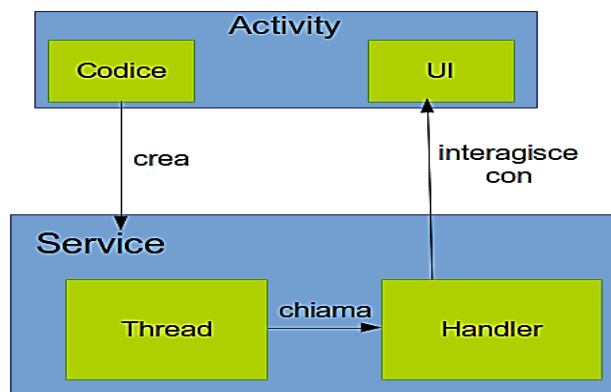 Activity
Codice
UI
crea
interagisce
con
Service
chiama
Thread
Handler